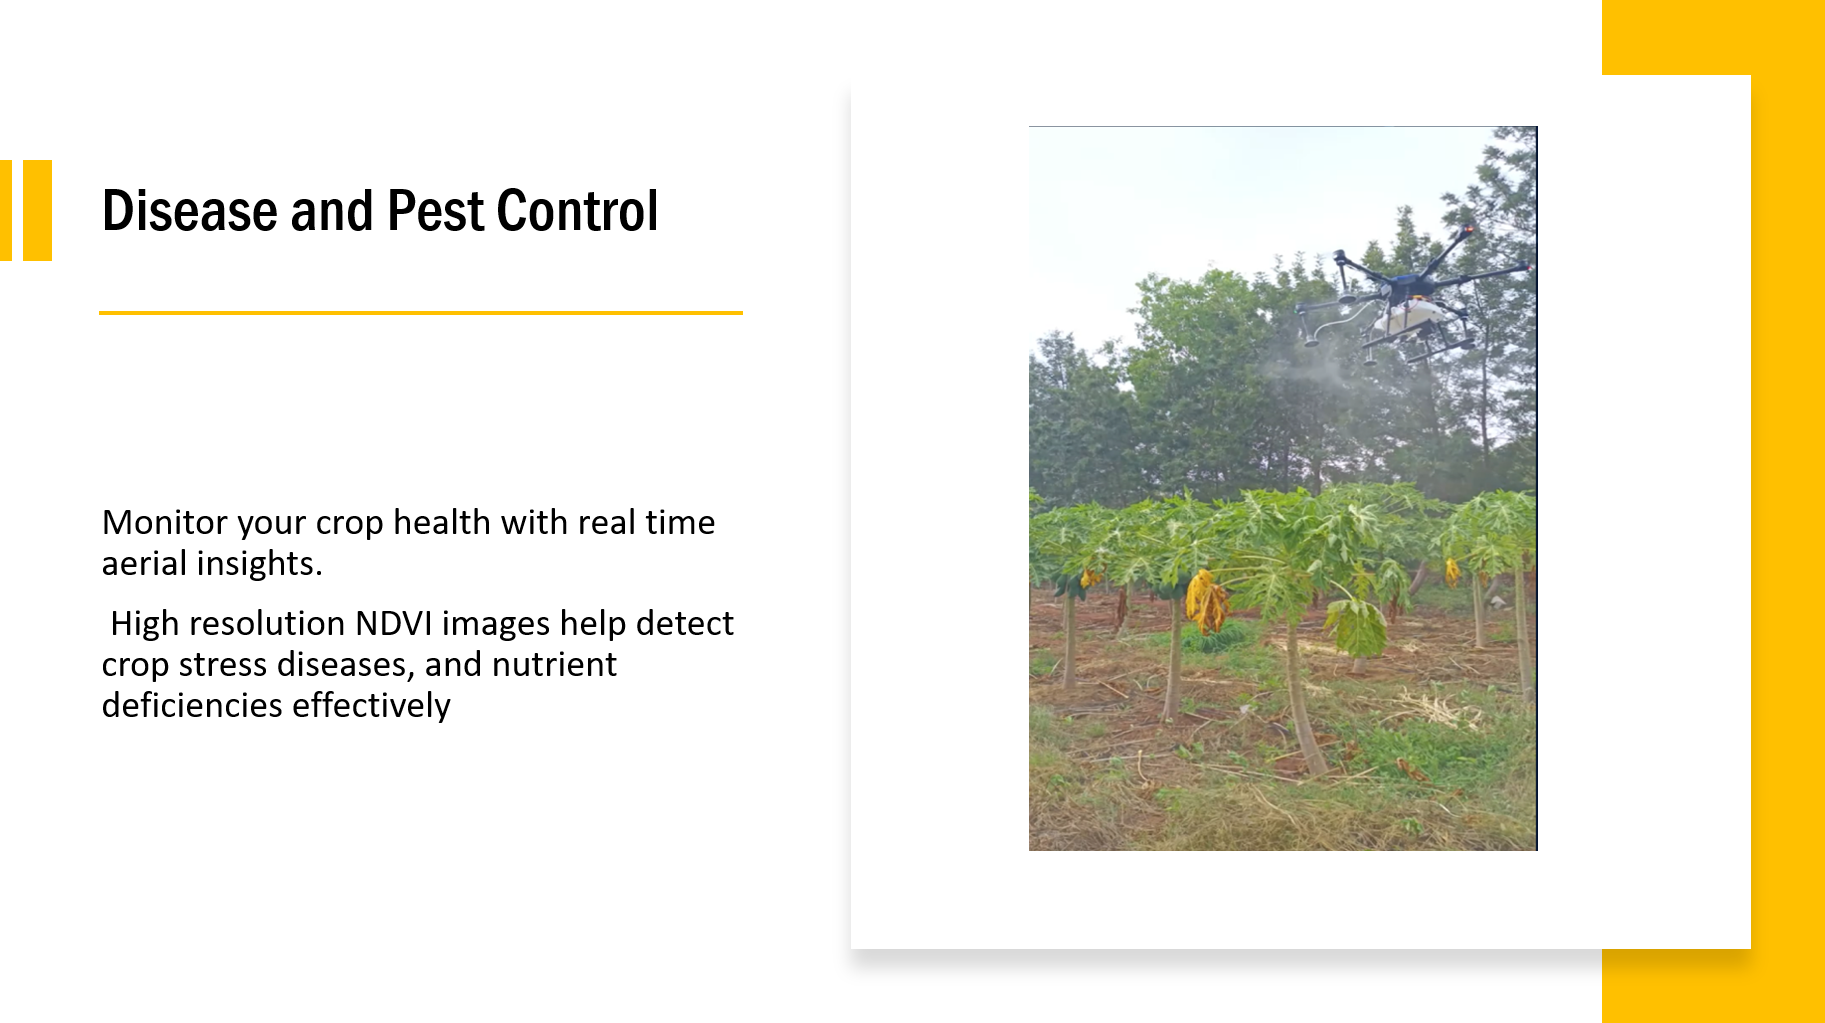 Disease and Pest Control
Monitor your crop health with real time
aerial insights.
High resolution NDVI images help detect
crop stress diseases, and nutrient
deficiencies effectively